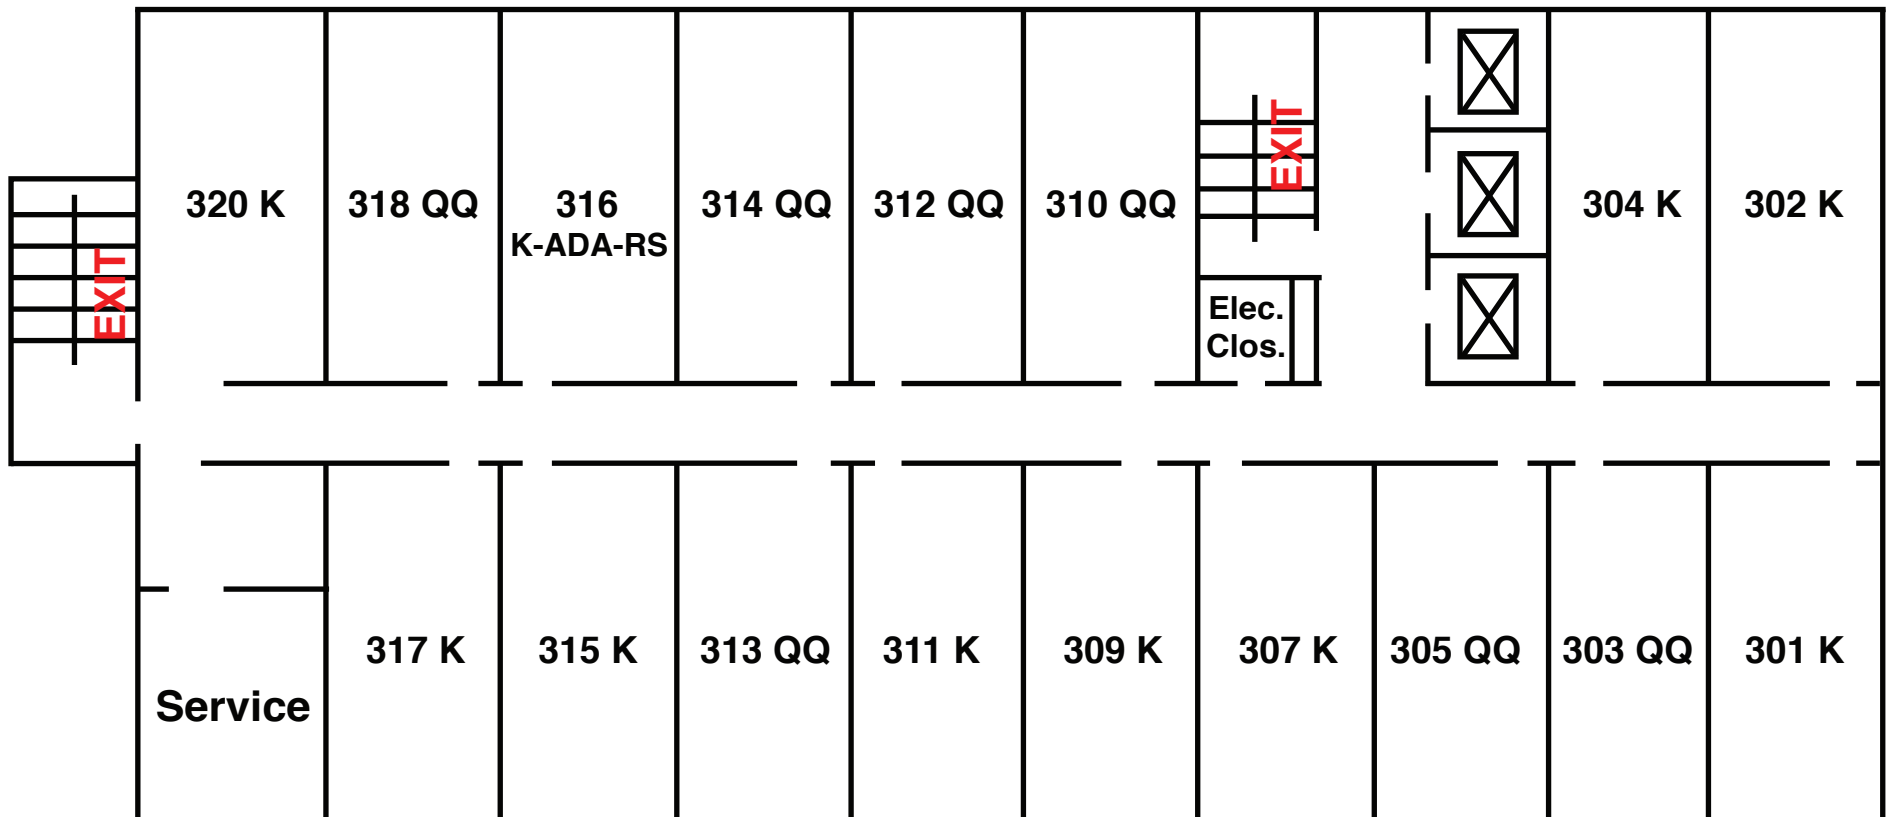 EXIT
320 K
318 QQ
316
K-ADA-RS
314 QQ
312 QQ
310 QQ
EXIT
Elec.
Clos.
304 K
302 K
Service
317 K
315 K
313 QQ
311 K
309 K
307 K
305 QQ
303 QQ
301 K